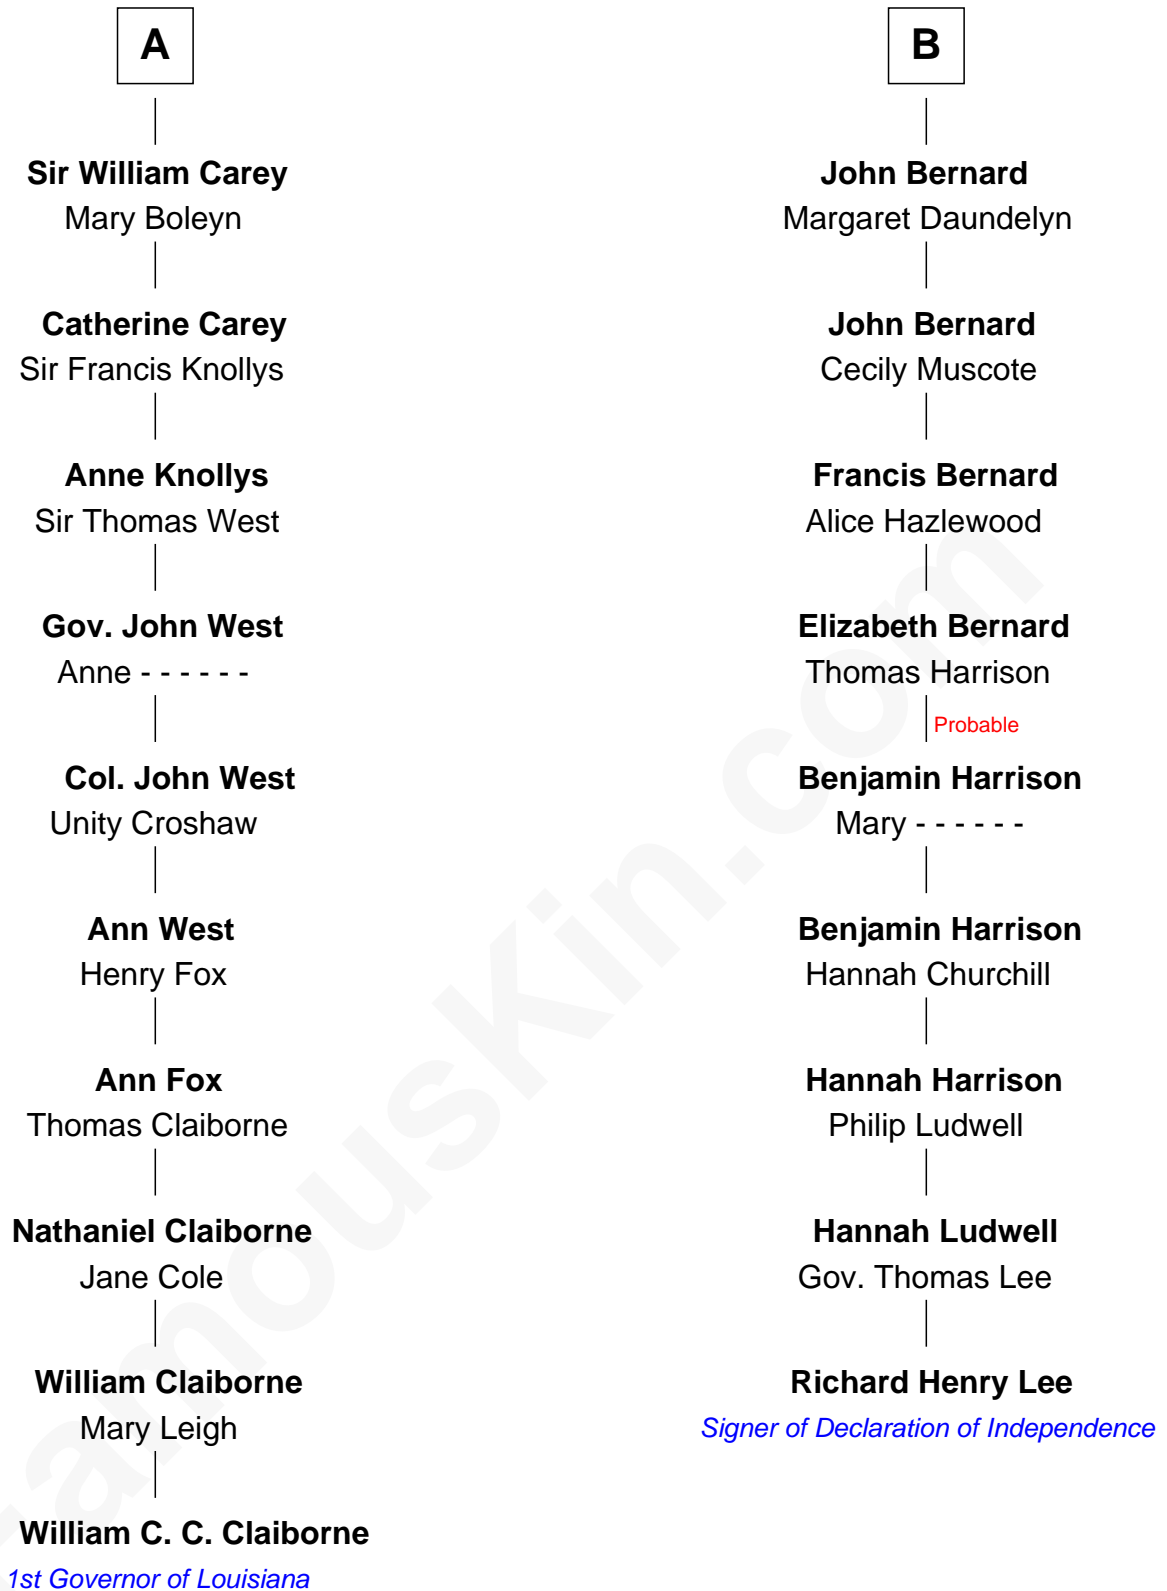 A
Sir William Carey
Mary Boleyn
Catherine Carey
Sir Francis Knollys
Anne Knollys
Sir Thomas West
Gov. John West
Anne - - - - - -
Col. John West
Unity Croshaw
Ann West
Henry Fox
Ann Fox
Thomas Claiborne
Nathaniel Claiborne
Jane Cole
William Claiborne
Mary Leigh
William C. C. Claiborne
1st Governor of Louisiana
B
John Bernard
Margaret Daundelyn
John Bernard
Cecily Muscote
Francis Bernard
Alice Hazlewood
Elizabeth Bernard
Thomas Harrison
Probable
Benjamin Harrison
Mary - - - - - -
Benjamin Harrison
Hannah Churchill
Hannah Harrison
Philip Ludwell
Hannah Ludwell
Gov. Thomas Lee
Richard Henry Lee
Signer of Declaration of Independence
FamousKin.com